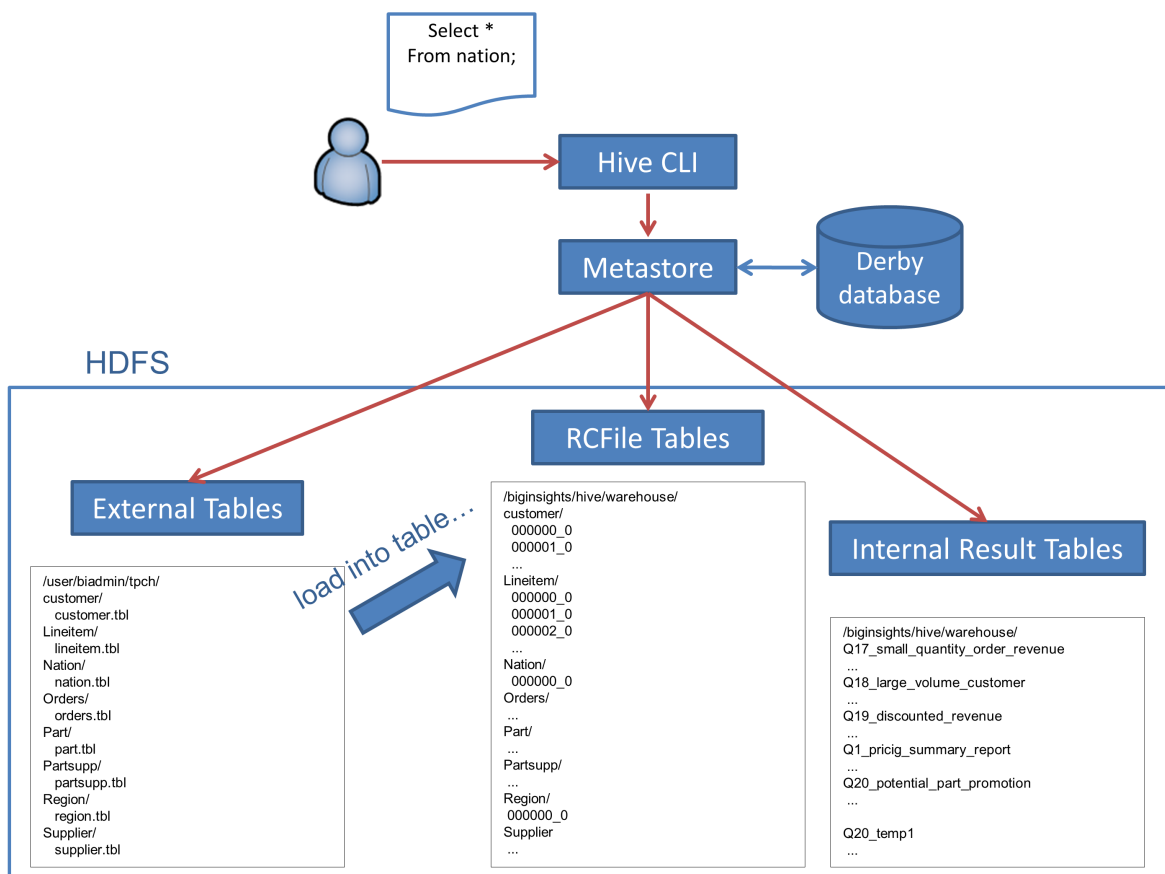 Select *
From nation;
Hive CLI
Metastore
Derby
database
HDFS
External Tables
/user/biadmin/tpch/
customer/
customer.tbl
Lineitem/
lineitem.tbl
Nation/
nation.tbl
Orders/
orders.tbl
Part/
part.tbl
Partsupp/
partsupp.tbl
Region/
region.tbl
Supplier/
supplier.tbl
load into table...
RCFile Tables
/biginsights/hive/warehouse/
customer/
000000_0
000001_0
...
Lineitem/
000000_0
000001_0
000002_0
...
Nation/
000000_0
Orders/
...
Part/
...
Partsupp/
...
Region/
000000_0
Supplier
...
Internal Result Tables
/biginsights/hive/warehouse/
Q17_small_quantity_order_revenue
...
Q18_large_volume_customer
...
Q19_discounted_revenue
...
Q1_pricig_summary_report
...
Q20_potential_part_promotion
...
Q20_temp1
...